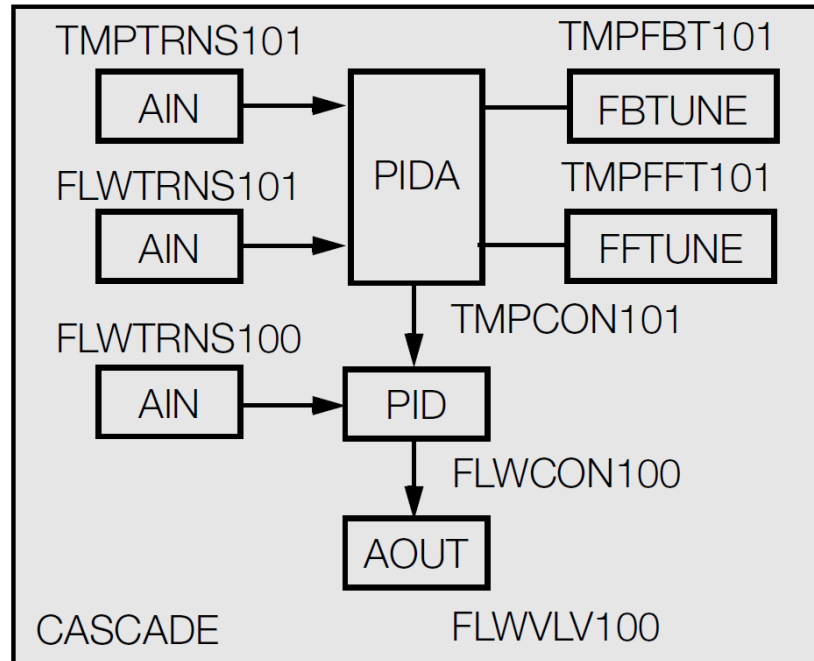 TMPTRNS101
TMPFBT101
AIN
FBTUNE
PIDA
FLWTRNS101
TMPFFT101
AIN
FFTUNE
TMPCON101
FLWTRNS100
AIN
PID
FLWCON100
AOUT
CASCADE
FLWVLV100